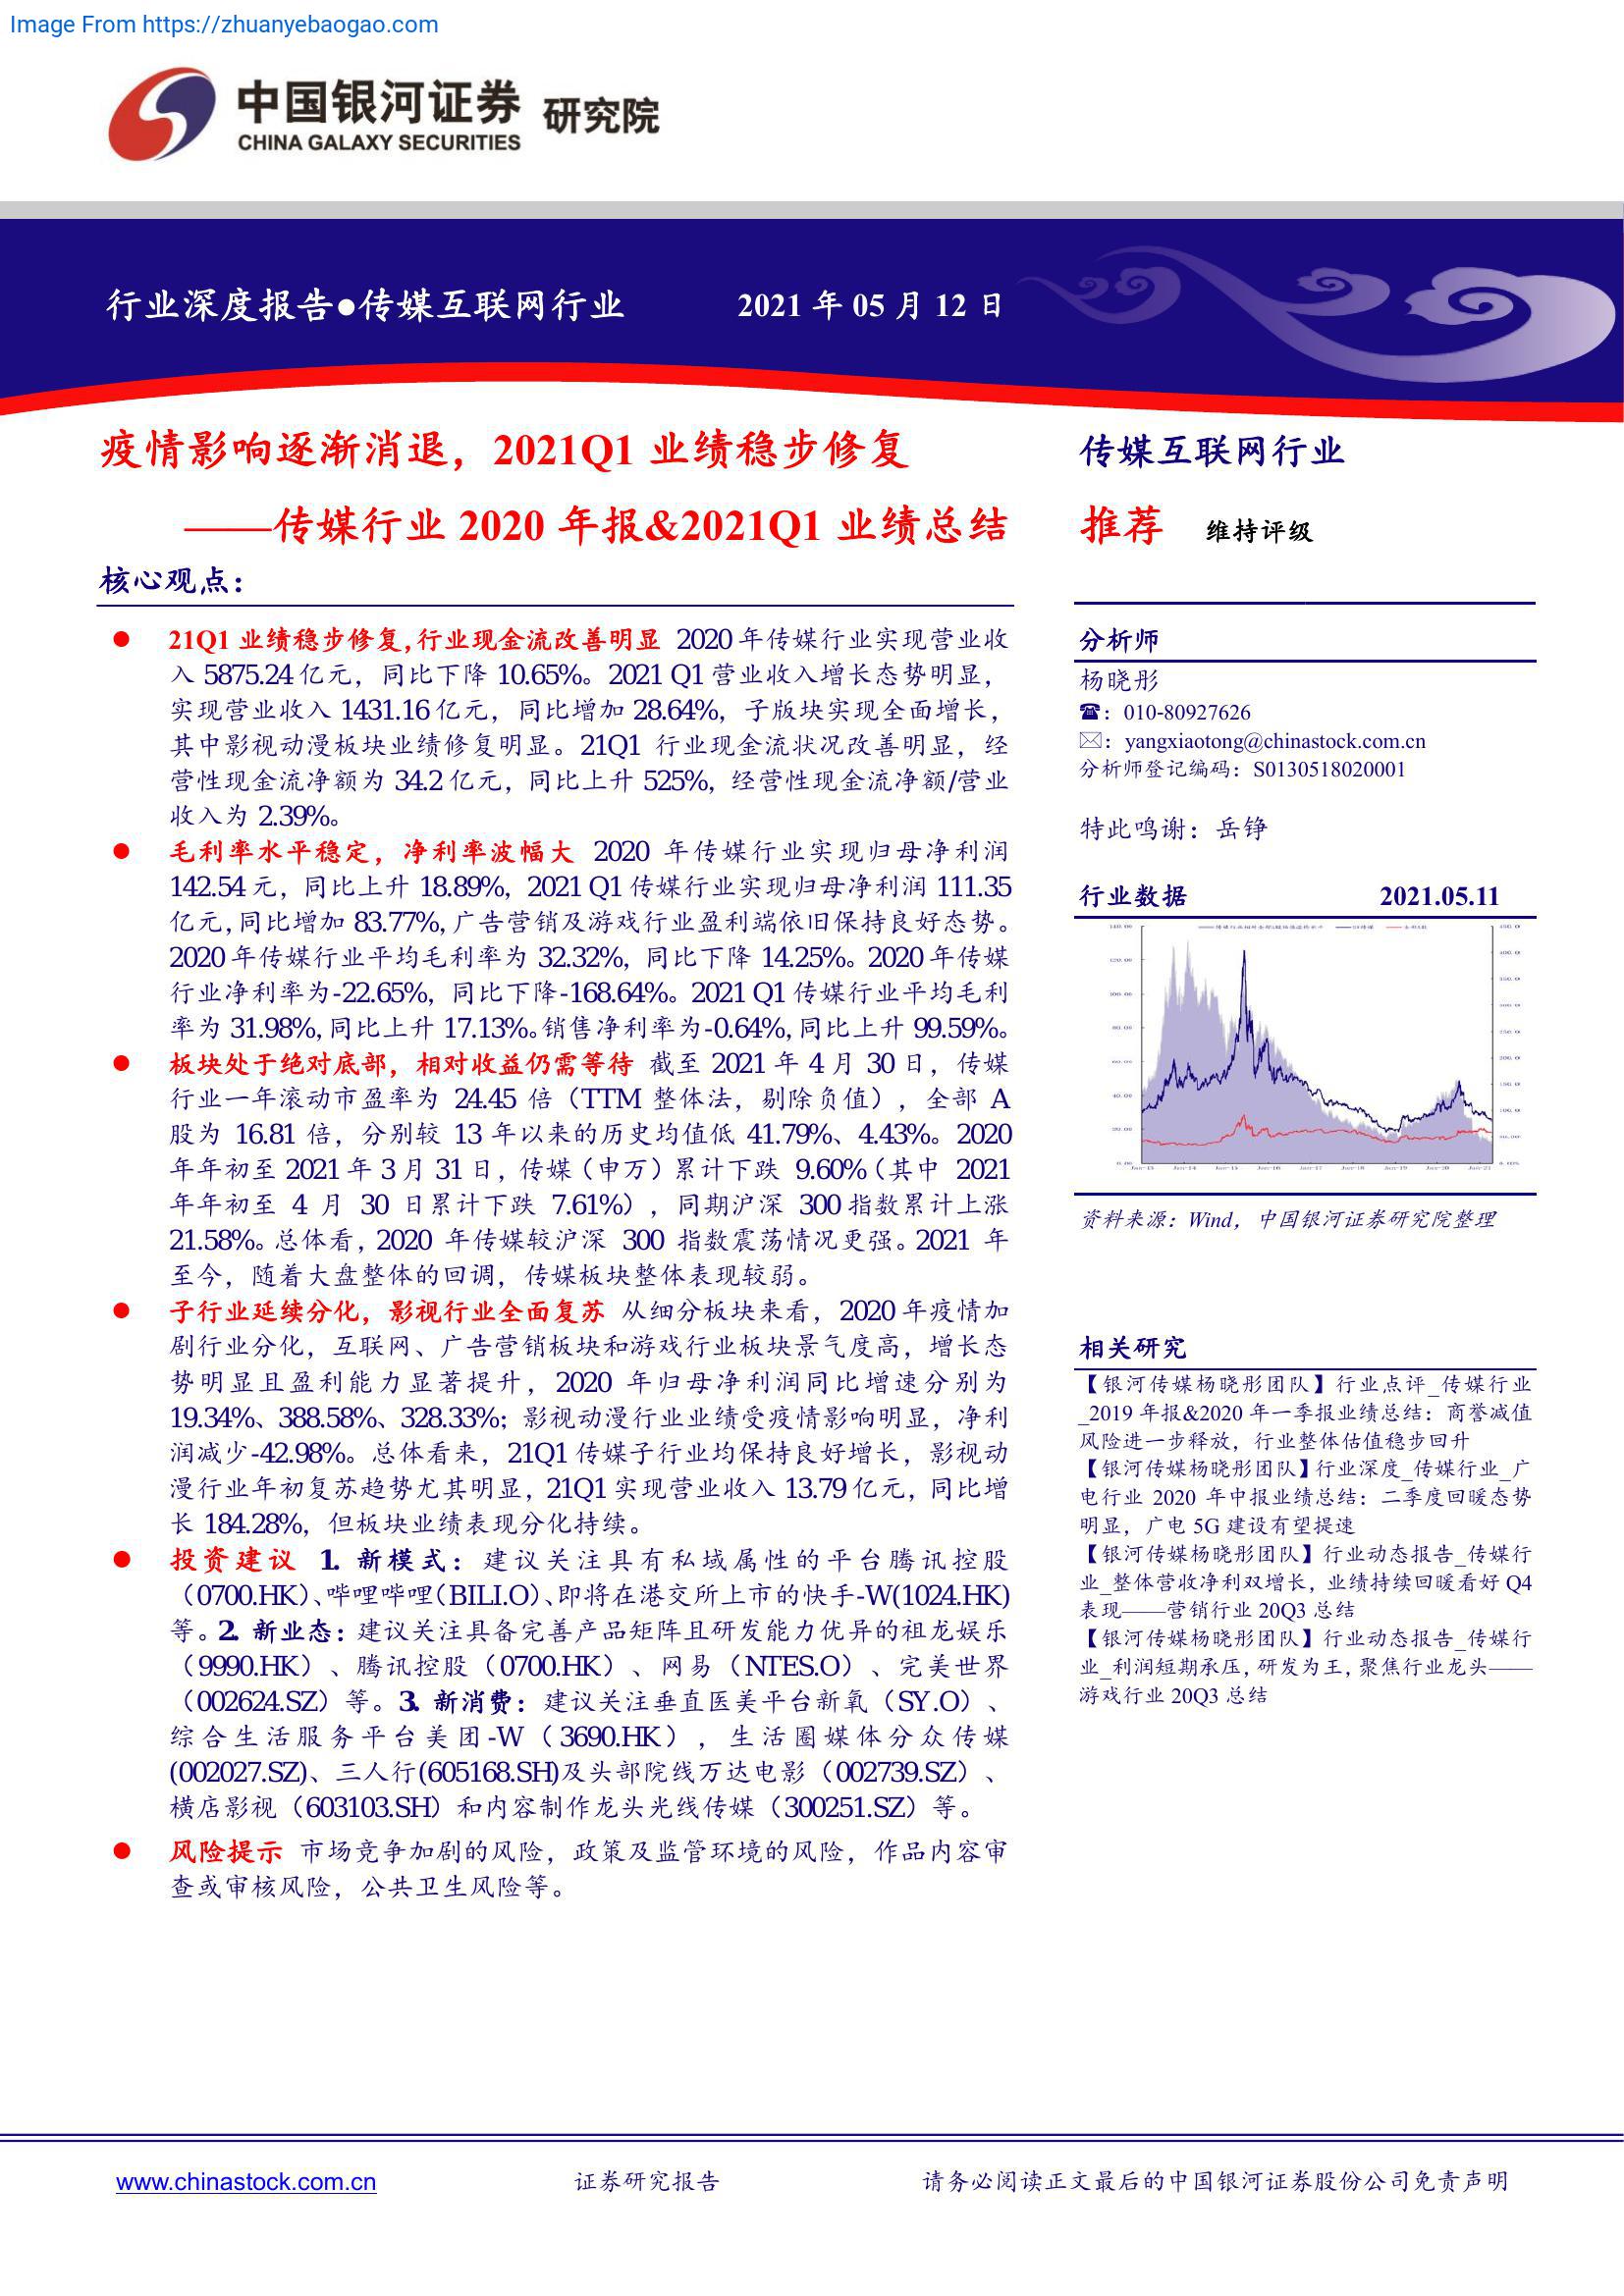 Image From https://zhuanyebaogao.com
中国银河证券 研究院
CHINA GALAXY SECURITIES
行业深度报告●传媒互联网行业 2021 年 05 月 12 日
疫情影响逐渐消退，2021Q1 业绩稳步修复
——传媒行业 2020 年报&2021Q1 业绩总结
核心观点：
● 21Q1 业绩稳步修复,行业现金流改善明显 2020 年传媒行业实现营业收
入 5875.24 亿元，同比下降 10.65%。2021 Q1 营业收入增长态势明显，
实现营业收入 1431.16 亿元，同比增加 28.64%，子版块实现全面增长，
其中影视动漫板块业绩修复明显。21Q1 行业现金流状况改善明显，经
营性现金流净额为 34.2 亿元，同比上升 525%，经营性现金流净额/营业
收入为 2.39%。
● 毛利率水平稳定，净利率波幅大 2020 年传媒行业实现归母净利润
142.54 元，同比上升 18.89%，2021 Q1 传媒行业实现归母净利润 111.35
亿元,同比增加 83.77%,广告营销及游戏行业盈利端依旧保持良好态势。
2020 年传媒行业平均毛利率为 32.32%，同比下降 14.25%。2020 年传媒
行业净利率为-22.65%，同比下降-168.64%。2021 Q1 传媒行业平均毛利
率为 31.98%,同比上升 17.13%。销售净利率为-0.64%,同比上升 99.59%。
● 板块处于绝对底部，相对收益仍需等待 截至 2021 年 4 月 30 日，传媒
行业一年滚动市盈率为 24.45 倍（TTM 整体法，剔除负值），全部 A
股为 16.81 倍，分别较 13 年以来的历史均值低 41.79%、4.43%。2020
年年初至 2021 年 3 月 31 日，传媒（申万）累计下跌 9.60%（其中 2021
年年初至 4 月 30 日累计下跌 7.61%），同期沪深 300 指数累计上涨
21.58%。总体看，2020 年传媒较沪深 300 指数震荡情况更强。2021 年
至今，随着大盘整体的回调，传媒板块整体表现较弱。
● 子行业延续分化，影视行业全面复苏 从细分板块来看，2020 年疫情加
剧行业分化，互联网、广告营销板块和游戏行业板块景气度高，增长态
势明显且盈利能力显著提升，2020 年归母净利润同比增速分别为
19.34%、388.58%、328.33%；影视动漫行业业绩受疫情影响明显，净利
润减少-42.98%。总体看来，21Q1 传媒子行业均保持良好增长，影视动
漫行业年初复苏趋势尤其明显，21Q1 实现营业收入 13.79 亿元，同比增
长 184.28%，但板块业绩表现分化持续。
● 投资建议 1. 新模式：建议关注具有私域属性的平台腾讯控股
（0700.HK）、哔哩哔哩（BILI.O）、即将在港交所上市的快手-W(1024.HK)
等。2. 新业态：建议关注具备完善产品矩阵且研发能力优异的祖龙娱乐
（9990.HK）、腾讯控股（0700.HK）、网易（NTES.O）、完美世界
（002624.SZ）等。3. 新消费：建议关注垂直医美平台新氧（SY.O）、
综合生活服务平台美团-W（3690.HK），生活圈媒体分众传媒
(002027.SZ)、三人行(605168.SH)及头部院线万达电影（002739.SZ）、
横店影视（603103.SH）和内容制作龙头光线传媒（300251.SZ）等。
● 风险提示 市场竞争加剧的风险，政策及监管环境的风险，作品内容审
查或审核风险，公共卫生风险等。
传媒互联网行业
推荐 维持评级
分析师
杨晓彤
☎：010-80927626
✉：yangxiaotong@chinastock.com.cn
分析师登记编码：S0130518020001
特此鸣谢：岳铮
行业数据 2021.05.11
资料来源：Wind，中国银河证券研究院整理
相关研究
【银河传媒杨晓彤团队】行业点评_传媒行业
_2019 年报&2020 年一季报业绩总结：商誉减值
风险进一步释放，行业整体估值稳步回升
【银河传媒杨晓彤团队】行业深度_传媒行业_广
电行业 2020 年中报业绩总结：二季度回暖态势
明显，广电 5G 建设有望提速
【银河传媒杨晓彤团队】行业动态报告_传媒行
业_整体营收净利双增长，业绩持续回暖看好 Q4
表现——营销行业 20Q3 总结
【银河传媒杨晓彤团队】行业动态报告_传媒行
业_利润短期承压,研发为王,聚焦行业龙头——
游戏行业 20Q3 总结
www.chinastock.com.cn 证券研究报告 请务必阅读正文最后的中国银河证券股份公司免责声明